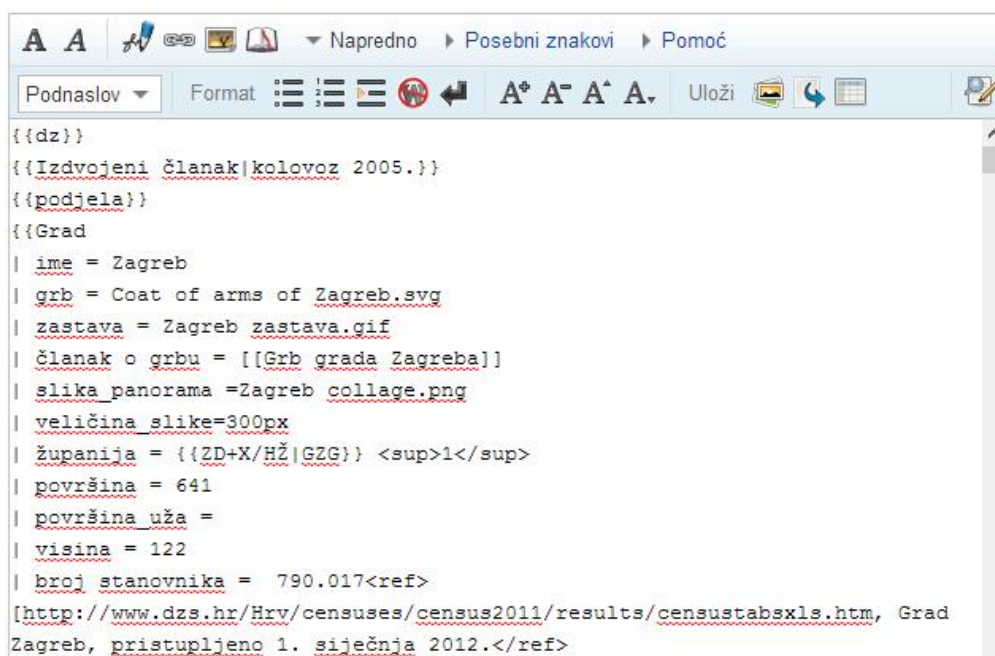 A A Napredno Posebni znakovi Pomoć
Podnaslov Format A+ A- A A Uloži
{{dz}}
{{Izdvojeni članak|kolovoz 2005.}}
{{podjela}}
{{Grad
| ime = Zagreb
| grb = Coat of arms of Zagreb.svg
| zastava = Zagreb zastava.gif
| članak o grbu = [[Grb grada Zagreba]]
| slika_panorama =Zagreb collage.png
| veličina_slike=300px
| županija = {{ZD+X/HŽ|GZG}} <sup>1</sup>
| površina = 641
| površina_uža =
| visina = 122
| broj stanovnika =  790.017<ref>
[http://www.dzs.hr/Hrv/censuses/census2011/results/censustabsxls.htm, Grad
Zagreb, pristupljeno 1. siječnja 2012.</ref>